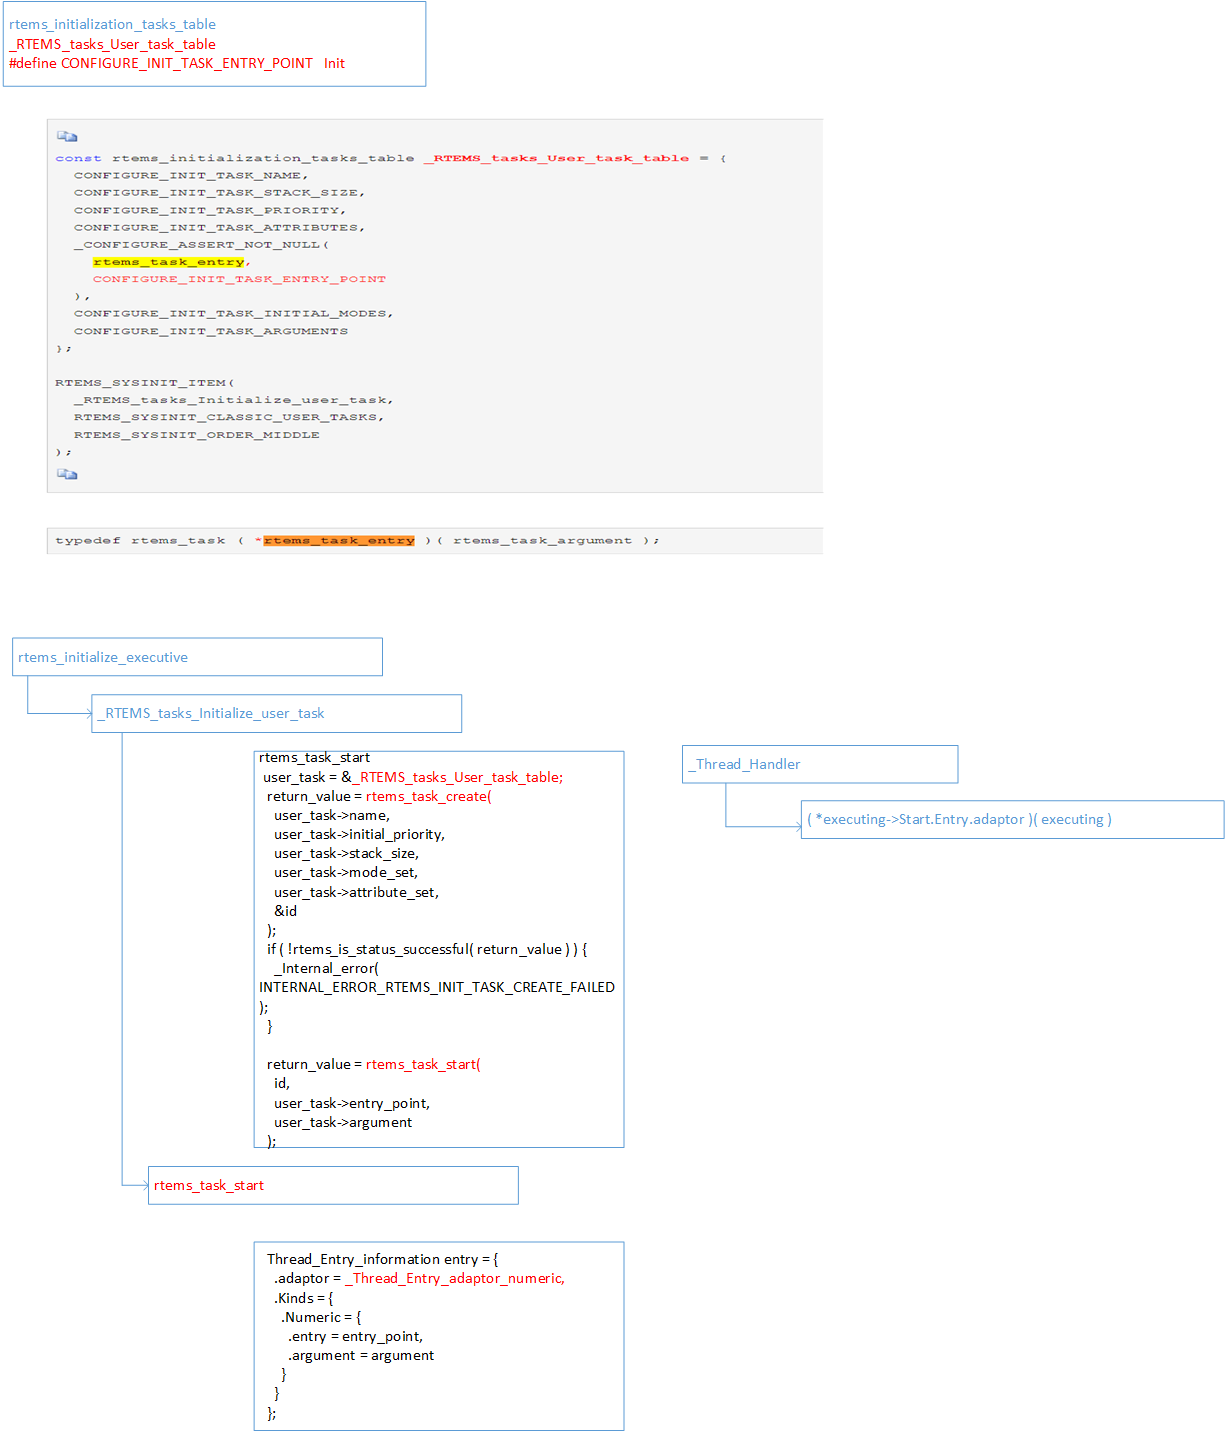 rtems_initialization_tasks_table
_RTEMS_tasks_User_task_table
#define CONFIGURE_INIT_TASK_ENTRY_POINT   Init
const rtems_initialization_tasks_table _RTEMS_tasks_User_task_table = {
  CONFIGURE_INIT_TASK_NAME,
  CONFIGURE_INIT_TASK_STACK_SIZE,
  CONFIGURE_INIT_TASK_PRIORITY,
  CONFIGURE_INIT_TASK_ATTRIBUTES,
  _CONFIGURE_ASSERT_NOT_NULL(
    rtems_task_entry,
    CONFIGURE_INIT_TASK_ENTRY_POINT
  ),
  CONFIGURE_INIT_TASK_INITIAL_MODES,
  CONFIGURE_INIT_TASK_ARGUMENTS
};
RTEMS_SYSINIT_ITEM(
  _RTEMS_tasks_Initialize_user_task,
  RTEMS_SYSINIT_CLASSIC_USER_TASKS,
  RTEMS_SYSINIT_ORDER_MIDDLE
);
typedef rtems_task ( *rtems_task_entry )( rtems_task_argument );
rtems_initialize_executive
_RTEMS_tasks_Initialize_user_task
rtems_task_start
user_task = &_RTEMS_tasks_User_task_table;
  return_value = rtems_task_create(
    user_task->name,
    user_task->initial_priority,
    user_task->stack_size,
    user_task->mode_set,
    user_task->attribute_set,
    &id
  );
  if ( !rtems_is_status_successful( return_value ) ) {
    _Internal_error(
INTERNAL_ERROR_RTEMS_INIT_TASK_CREATE_FAILED
);
  }
  return_value = rtems_task_start(
    id,
    user_task->entry_point,
    user_task->argument
  );
_Thread_Handler
( *executing->Start.Entry.adaptor )( executing )
rtems_task_start
Thread_Entry_information entry = {
  .adaptor = _Thread_Entry_adaptor_numeric,
  .Kinds = {
    .Numeric = {
      .entry = entry_point,
      .argument = argument
    }
  }
};